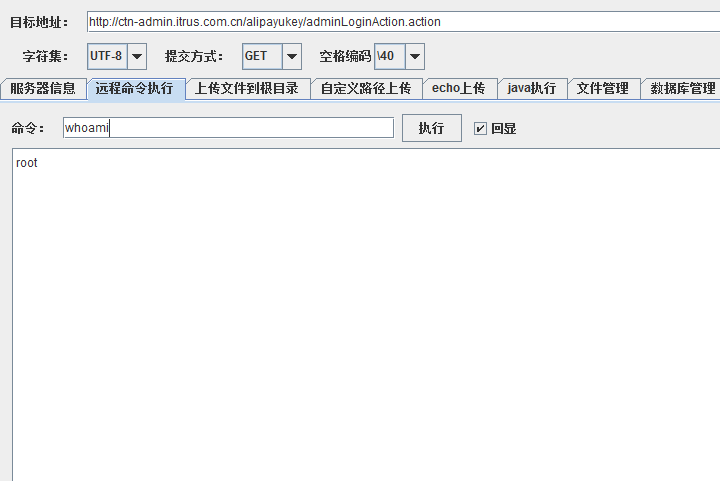 目标地址： http://ctn-admin.itrus.com.cn/alipayukey/adminLoginAction.action
字符集： UTF-8 提交方式： GET 空格编码 \40
服务器信息 远程命令执行 上传文件到根目录 自定义路径上传 echo上传 java执行 文件管理 数据库管理
命令： whoami 执行 回显
root